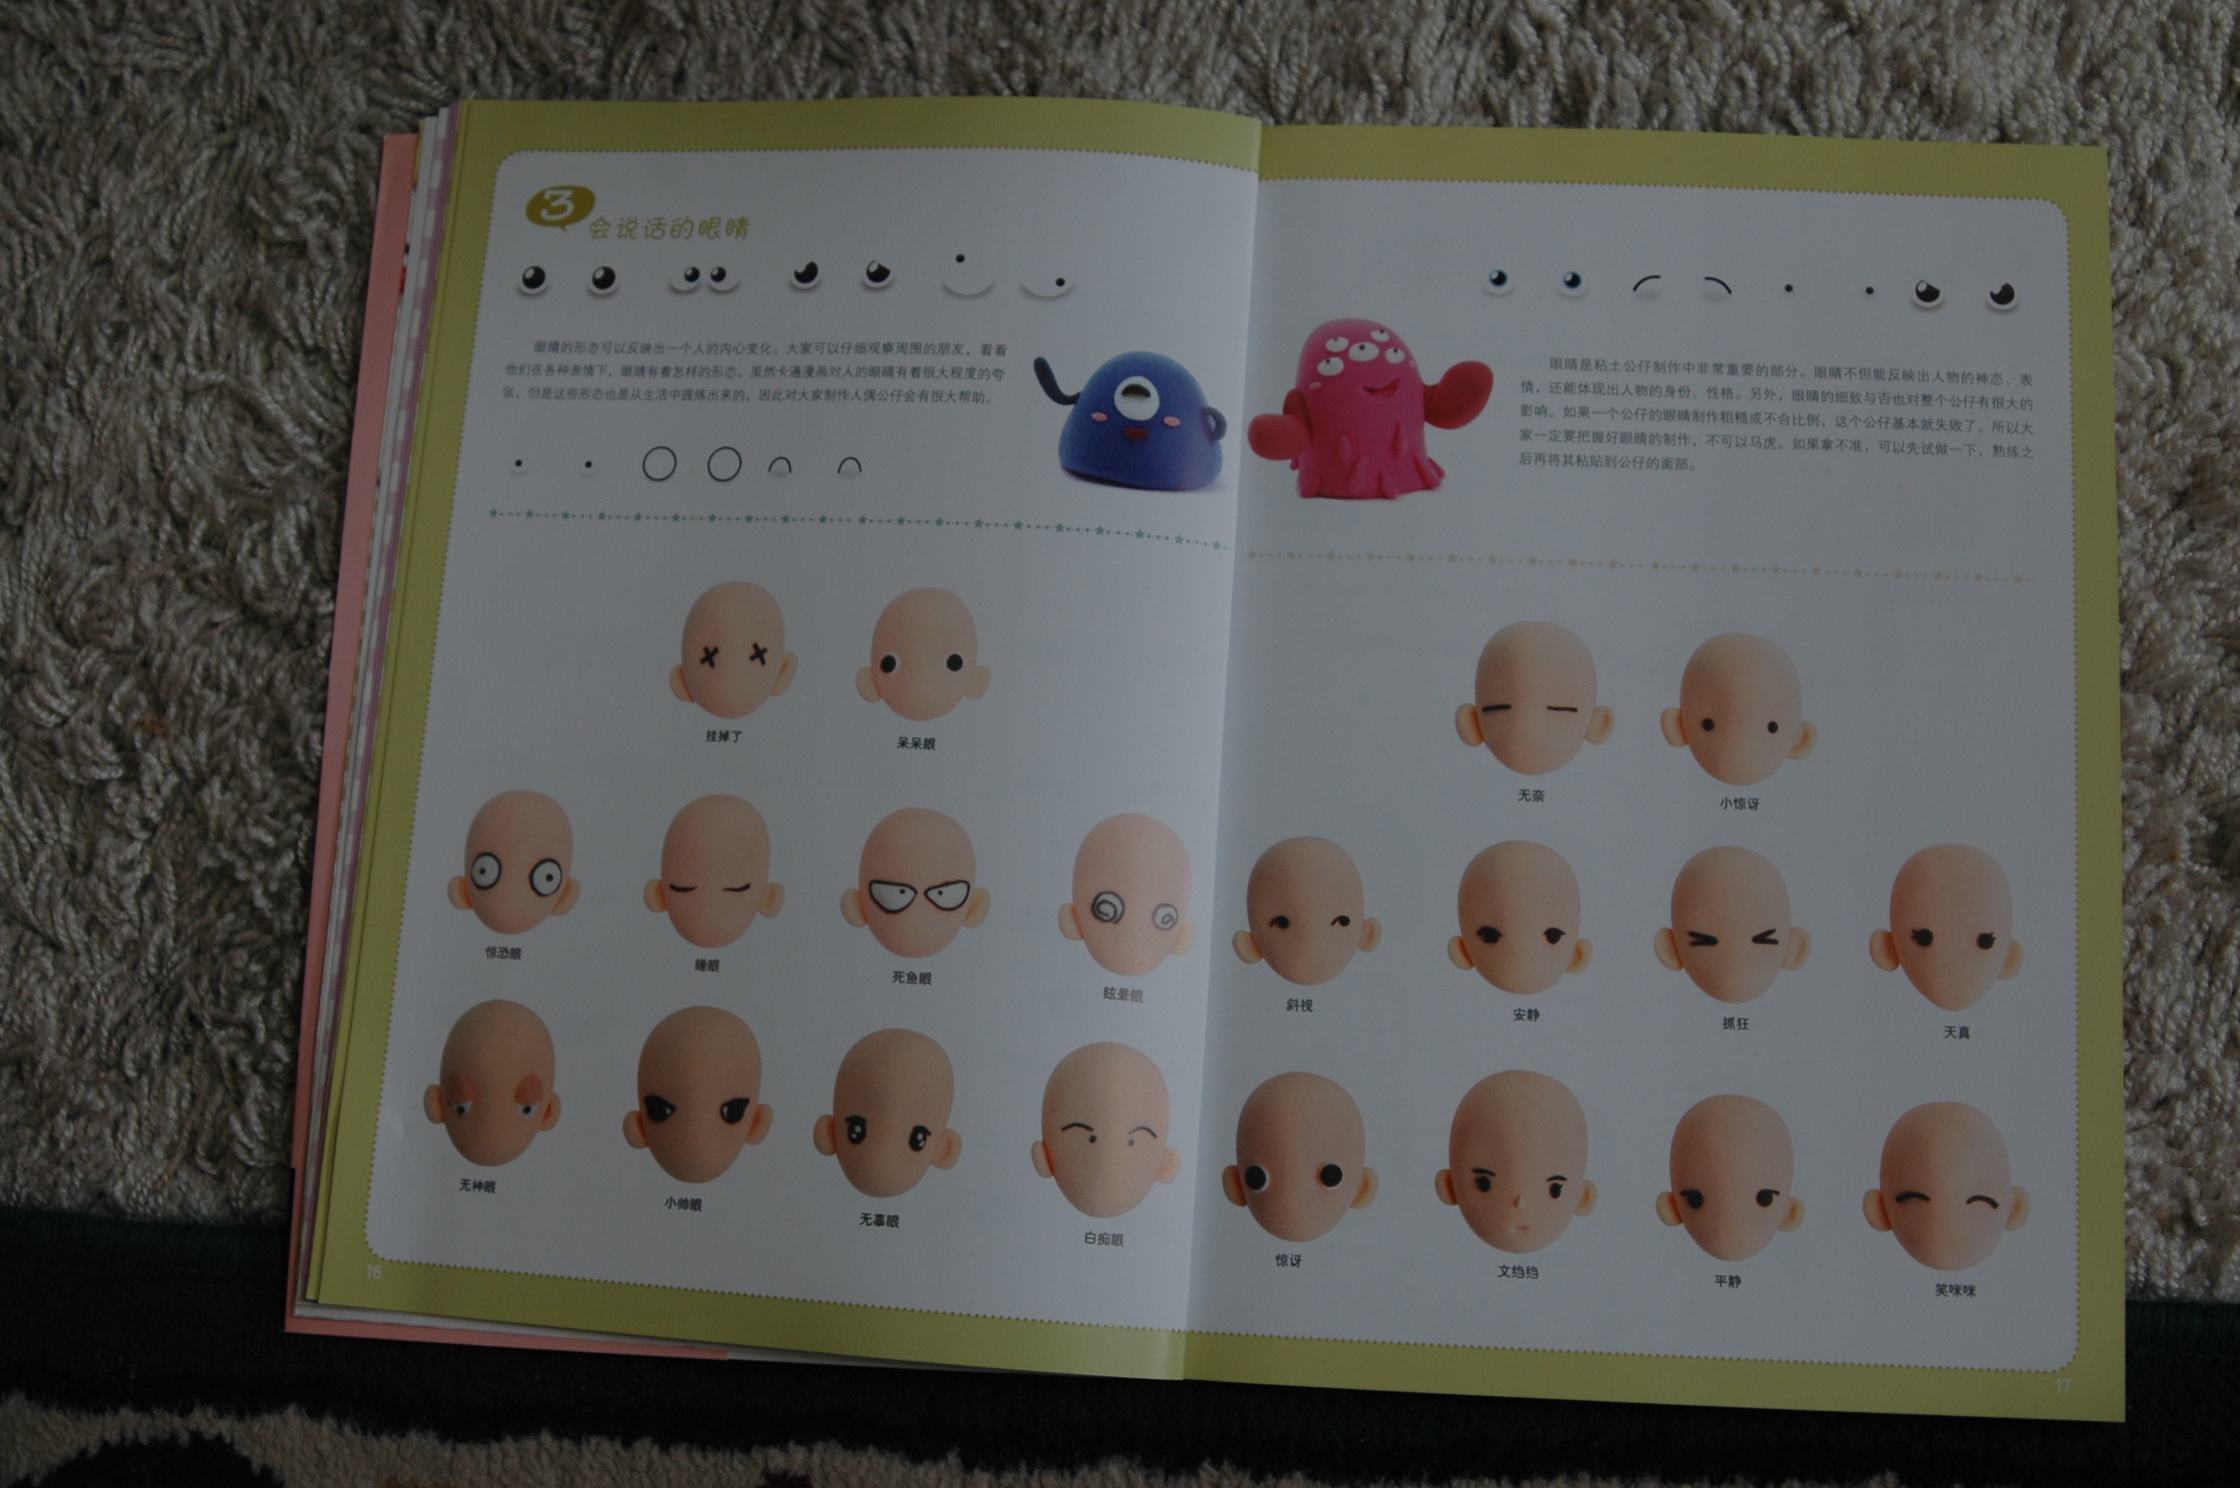 3
会说话的眼睛
眼睛的形态可以反映出一个人的内心变化。大家可以仔细观察周围的朋友，看看
他们在各种表情下，眼睛有着怎样的形态。虽然卡通漫画对人的眼睛有着很大程度的夸
张，但是这些形态也是从生活中提炼出来的，因此对大家制作人偶公仔会有很大帮助。
挂掉了
呆呆眼
惊恐眼
睡眼
死鱼眼
眩晕眼
无神眼
小帅眼
无辜眼
白痴眼
16
眼睛是粘土公仔制作中非常重要的部分。眼睛不但能反映出人物的神态、表
情，还能体现出人物的身份、性格。另外，眼睛的细致与否也对整个公仔有很大的
影响。如果一个公仔的眼睛制作粗糙或不合比例，这个公仔基本就失败了。所以大
家一定要把握好眼睛的制作，不可以马虎。如果拿不准，可以先试做一下，熟练之
后再将其粘贴到公仔的面部。
无奈
小惊讶
斜视
安静
抓狂
天真
惊讶
文绉绉
平静
笑咪咪
17